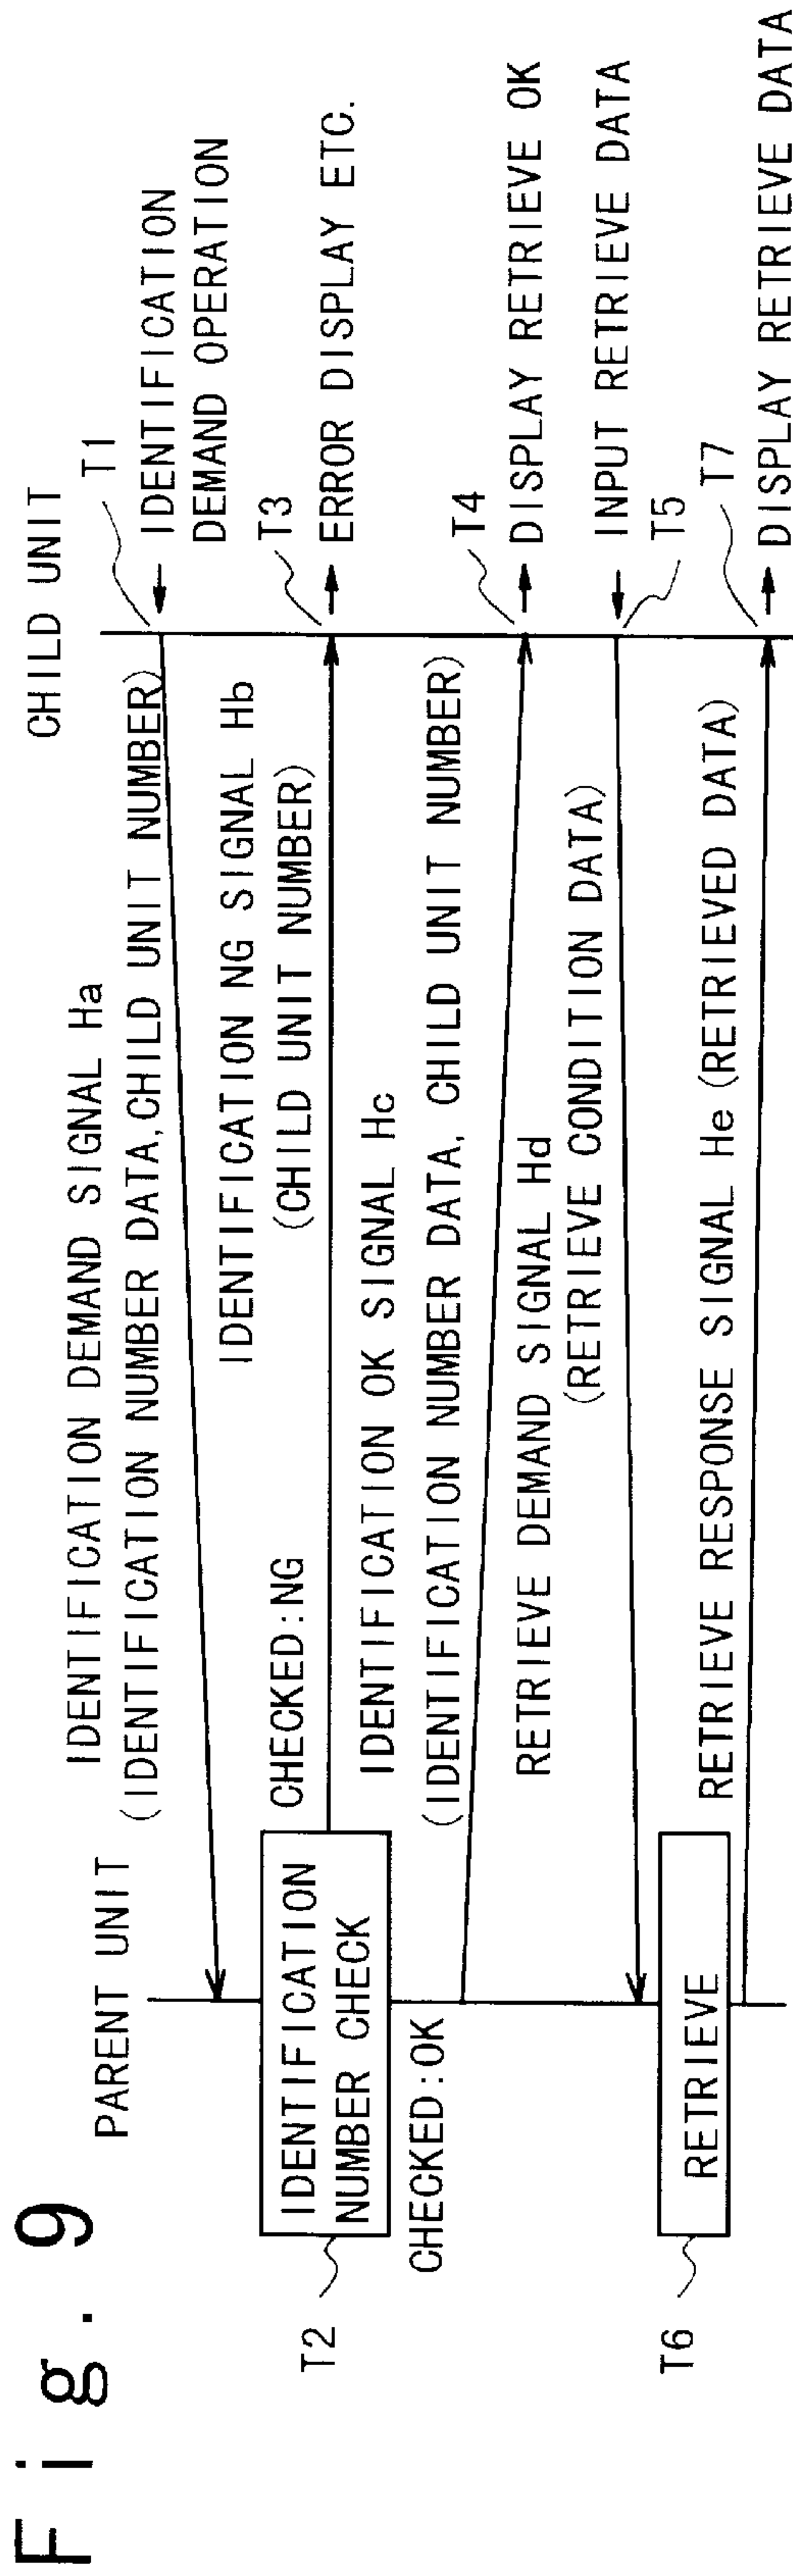 Fig. 9
PARENT UNIT
CHILD UNIT
IDENTIFICATION DEMAND SIGNAL Ha
(IDENTIFICATION NUMBER DATA,CHILD UNIT NUMBER)
T1
IDENTIFICATION
DEMAND OPERATION
T2
IDENTIFICATION
NUMBER CHECK
CHECKED:NG
IDENTIFICATION NG SIGNAL Hb
(CHILD UNIT NUMBER)
T3
ERROR DISPLAY ETC.
CHECKED:OK
IDENTIFICATION OK SIGNAL Hc
(IDENTIFICATION NUMBER DATA, CHILD UNIT NUMBER)
T4
DISPLAY RETRIEVE OK
RETRIEVE DEMAND SIGNAL Hd
(RETRIEVE CONDITION DATA)
INPUT RETRIEVE DATA
T5
T6
RETRIEVE
RETRIEVE RESPONSE SIGNAL He (RETRIEVED DATA)
T7
DISPLAY RETRIEVE DATA